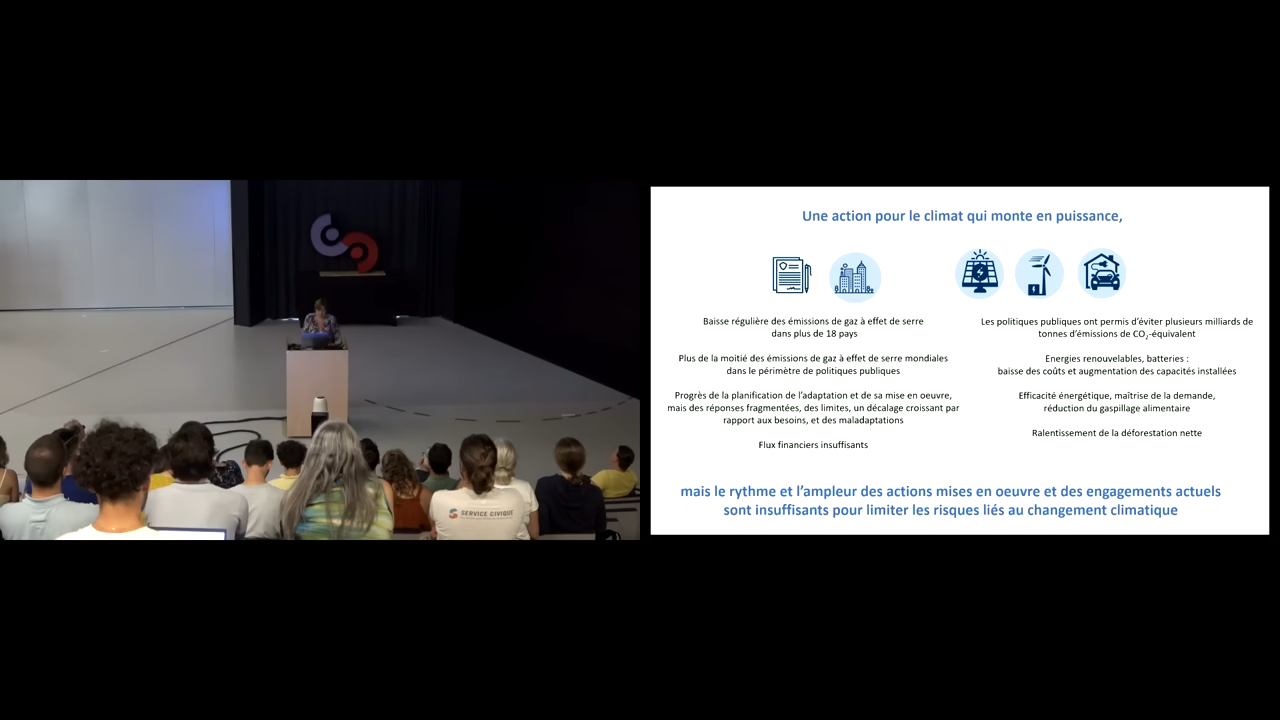 SERVICE CIVIQUE
Une action pour le climat qui monte en puissance,
Baisse régulière des émissions de gaz à effet de serre
dans plus de 18 pays
Plus de la moitié des émissions de gaz à effet de serre mondiales
dans le périmètre de politiques publiques
Progrès de la planification de l'adaptation et de sa mise en oeuvre,
mais des réponses fragmentées, des limites, un décalage croissant par
rapport aux besoins, et des maladaptations
Flux financiers insuffisants
Les politiques publiques ont permis d'éviter plusieurs milliards de
tonnes d'émissions de CO₂-équivalent
Energies renouvelables, batteries :
baisse des coûts et augmentation des capacités installées
Efficacité énergétique, maîtrise de la demande,
réduction du gaspillage alimentaire
Ralentissement de la déforestation nette
mais le rythme et l'ampleur des actions mises en oeuvre et des engagements actuels
sont insuffisants pour limiter les risques liés au changement climatique